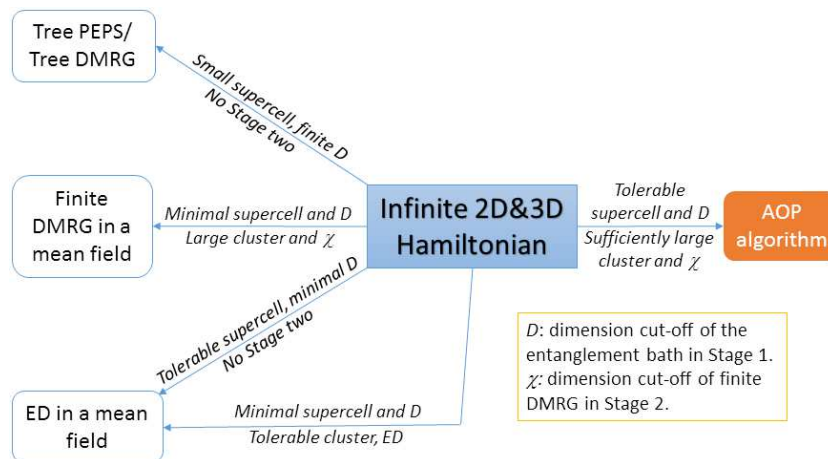 Tree PEPS/
Tree DMRG
Small supercell, finite D
No Stage two
Finite
DMRG in a
mean field
Minimal supercell and D
Large cluster and χ
Infinite 2D&3D
Hamiltonian
Tolerable
supercell and D
Sufficiently large
cluster and χ
AOP
algorithm
Tolerable supercell, minimal D
No Stage two
D: dimension cut-off of the
entanglement bath in Stage 1.
χ: dimension cut-off of finite
DMRG in Stage 2.
ED in a mean
field
Minimal supercell and D
Tolerable cluster, ED